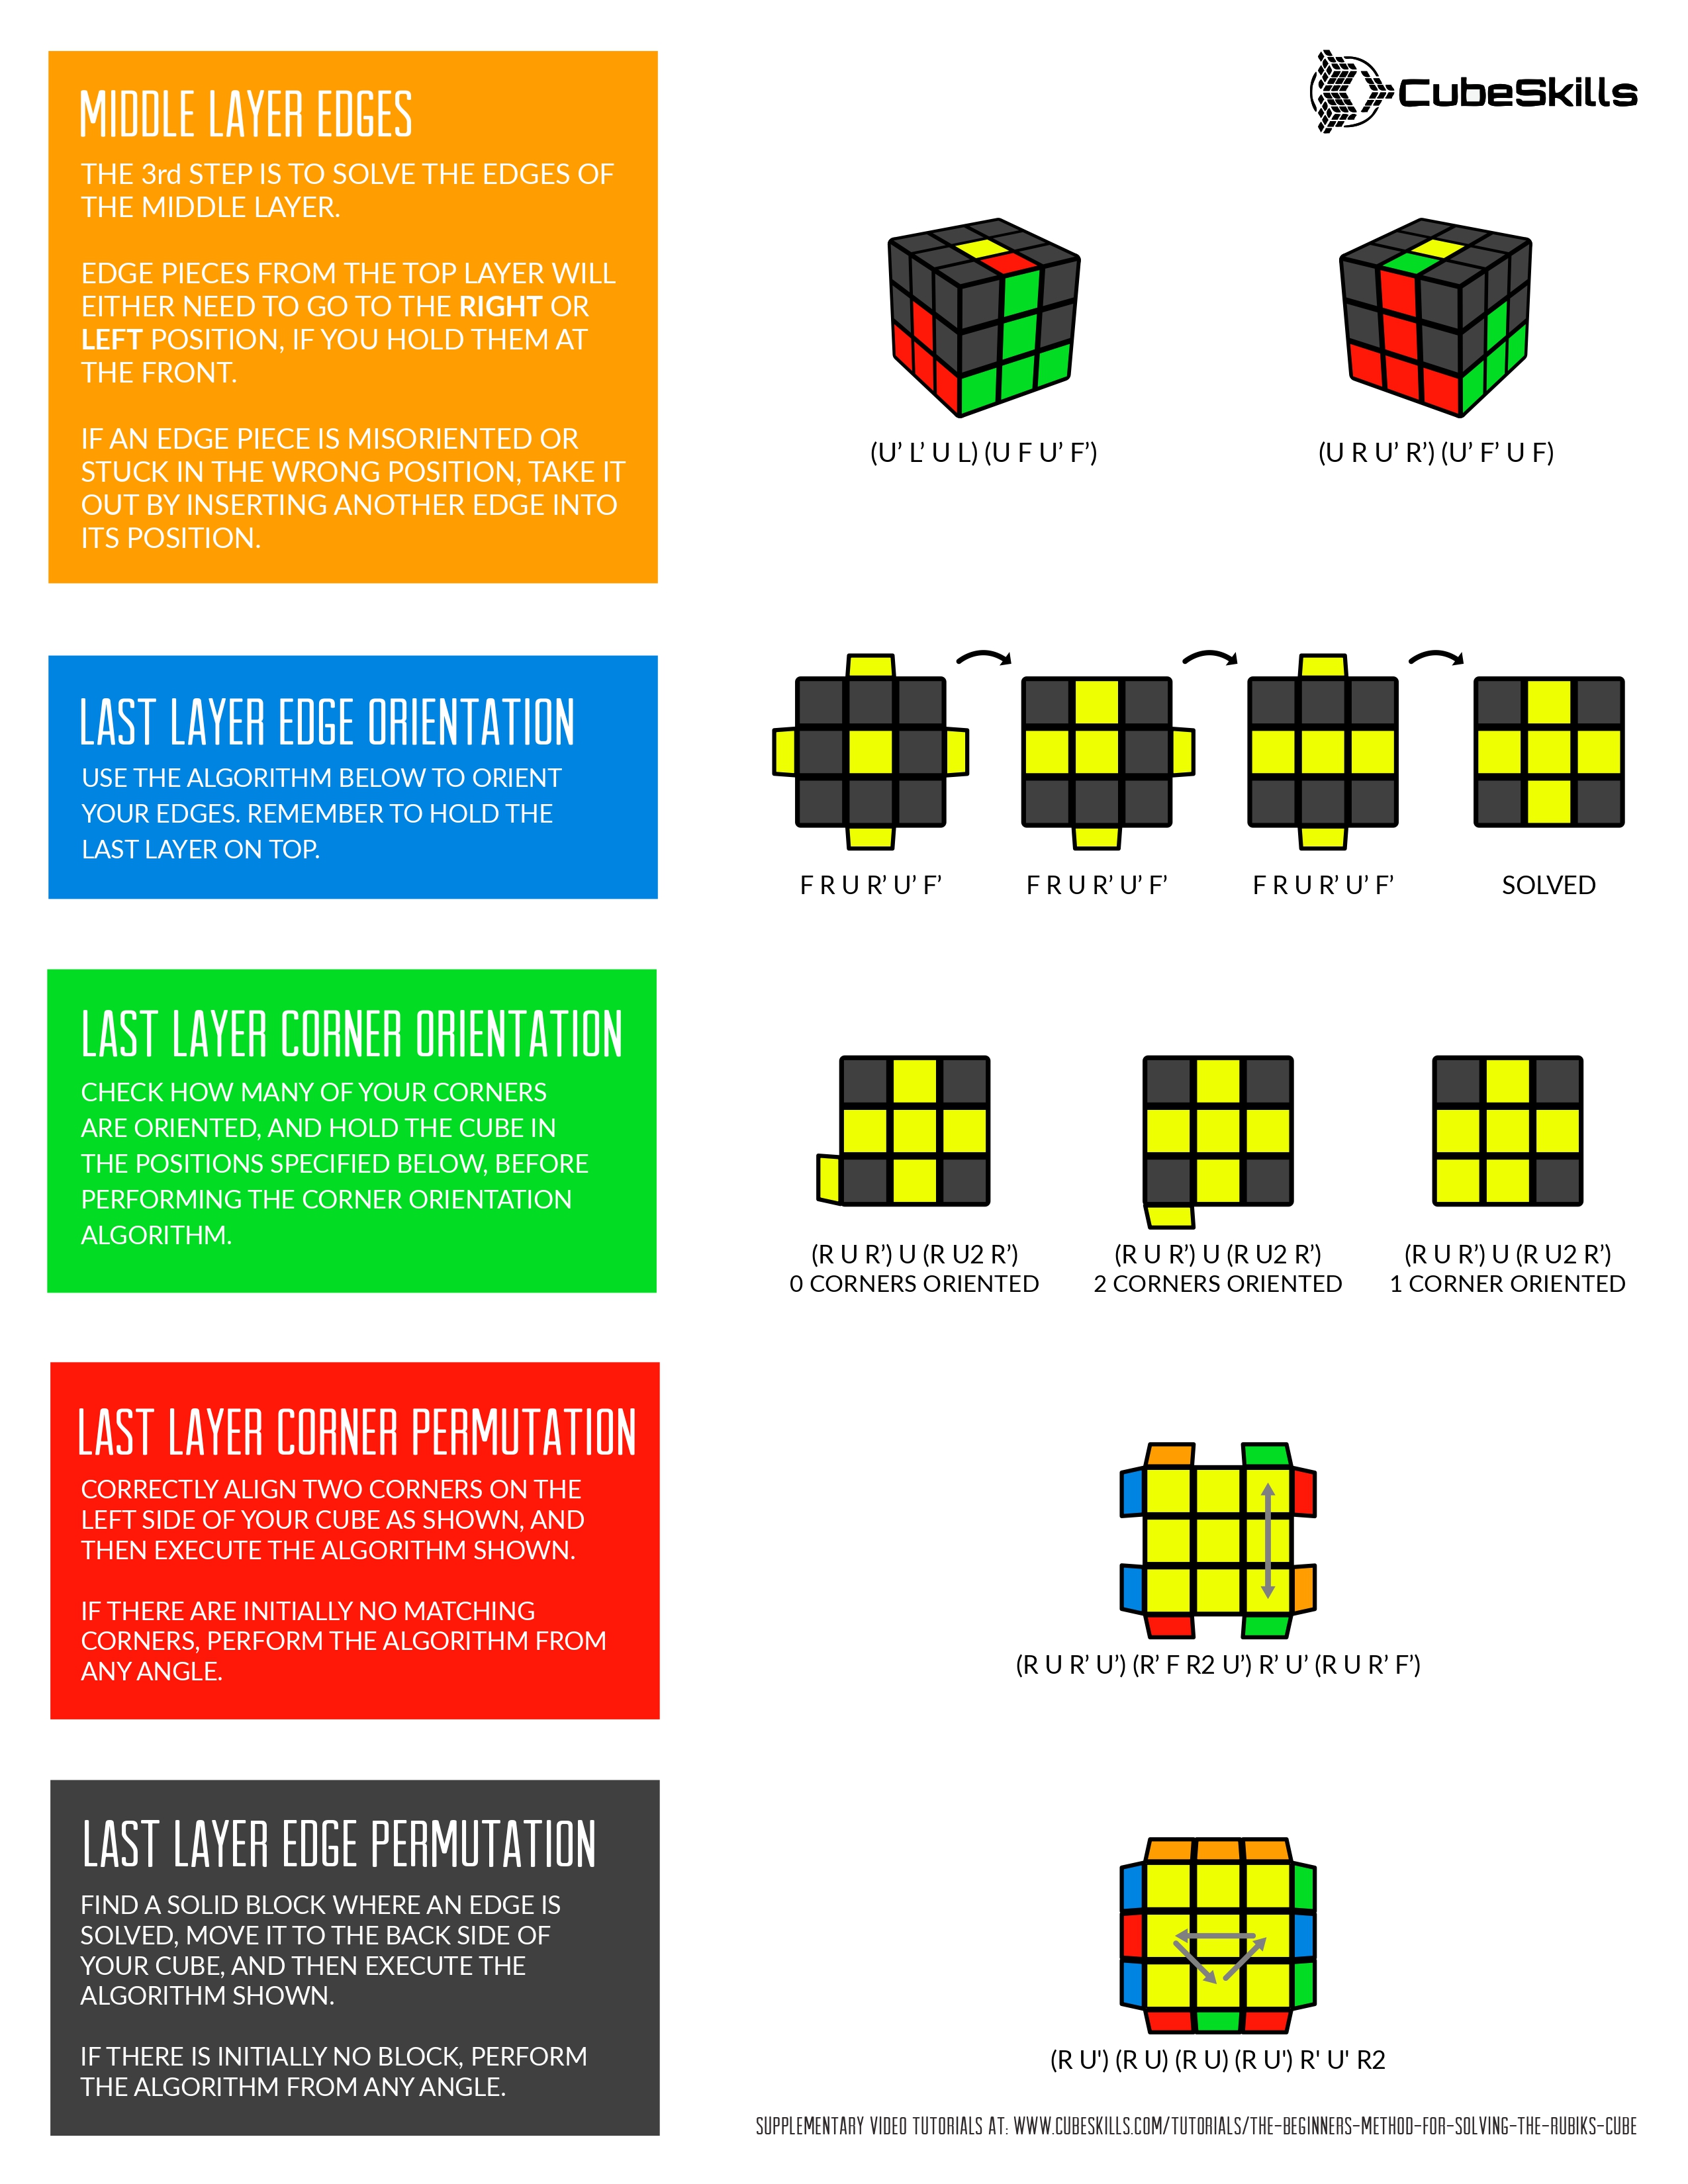 CubeSkills
MIDDLE LAYER EDGES
THE 3rd STEP IS TO SOLVE THE EDGES OF
THE MIDDLE LAYER.
EDGE PIECES FROM THE TOP LAYER WILL
EITHER NEED TO GO TO THE RIGHT OR
LEFT POSITION, IF YOU HOLD THEM AT
THE FRONT.
IF AN EDGE PIECE IS MISORIENTED OR
STUCK IN THE WRONG POSITION, TAKE IT
OUT BY INSERTING ANOTHER EDGE INTO
ITS POSITION.
(U’ L’ U L) (U F U’ F’)
(U R U’ R’) (U’ F’ U F)
LAST LAYER EDGE ORIENTATION
USE THE ALGORITHM BELOW TO ORIENT
YOUR EDGES. REMEMBER TO HOLD THE
LAST LAYER ON TOP.
F R U R’ U’ F’
F R U R’ U’ F’
F R U R’ U’ F’
SOLVED
LAST LAYER CORNER ORIENTATION
CHECK HOW MANY OF YOUR CORNERS
ARE ORIENTED, AND HOLD THE CUBE IN
THE POSITIONS SPECIFIED BELOW, BEFORE
PERFORMING THE CORNER ORIENTATION
ALGORITHM.
(R U R’) U (R U2 R’)
0 CORNERS ORIENTED
(R U R’) U (R U2 R’)
2 CORNERS ORIENTED
(R U R’) U (R U2 R’)
1 CORNER ORIENTED
LAST LAYER CORNER PERMUTATION
CORRECTLY ALIGN TWO CORNERS ON THE
LEFT SIDE OF YOUR CUBE AS SHOWN, AND
THEN EXECUTE THE ALGORITHM SHOWN.
IF THERE ARE INITIALLY NO MATCHING
CORNERS, PERFORM THE ALGORITHM FROM
ANY ANGLE.
(R U R’ U’) (R’ F R2 U’) R’ U’ (R U R’ F’)
LAST LAYER EDGE PERMUTATION
FIND A SOLID BLOCK WHERE AN EDGE IS
SOLVED, MOVE IT TO THE BACK SIDE OF
YOUR CUBE, AND THEN EXECUTE THE
ALGORITHM SHOWN.
IF THERE IS INITIALLY NO BLOCK, PERFORM
THE ALGORITHM FROM ANY ANGLE.
(R U') (R U) (R U) (R U') R' U' R2
SUPPLEMENTARY VIDEO TUTORIALS AT: WWW.CUBESKILLS.COM/TUTORIALS/THE-BEGINNERS-METHOD-FOR-SOLVING-THE-RUBIKS-CUBE